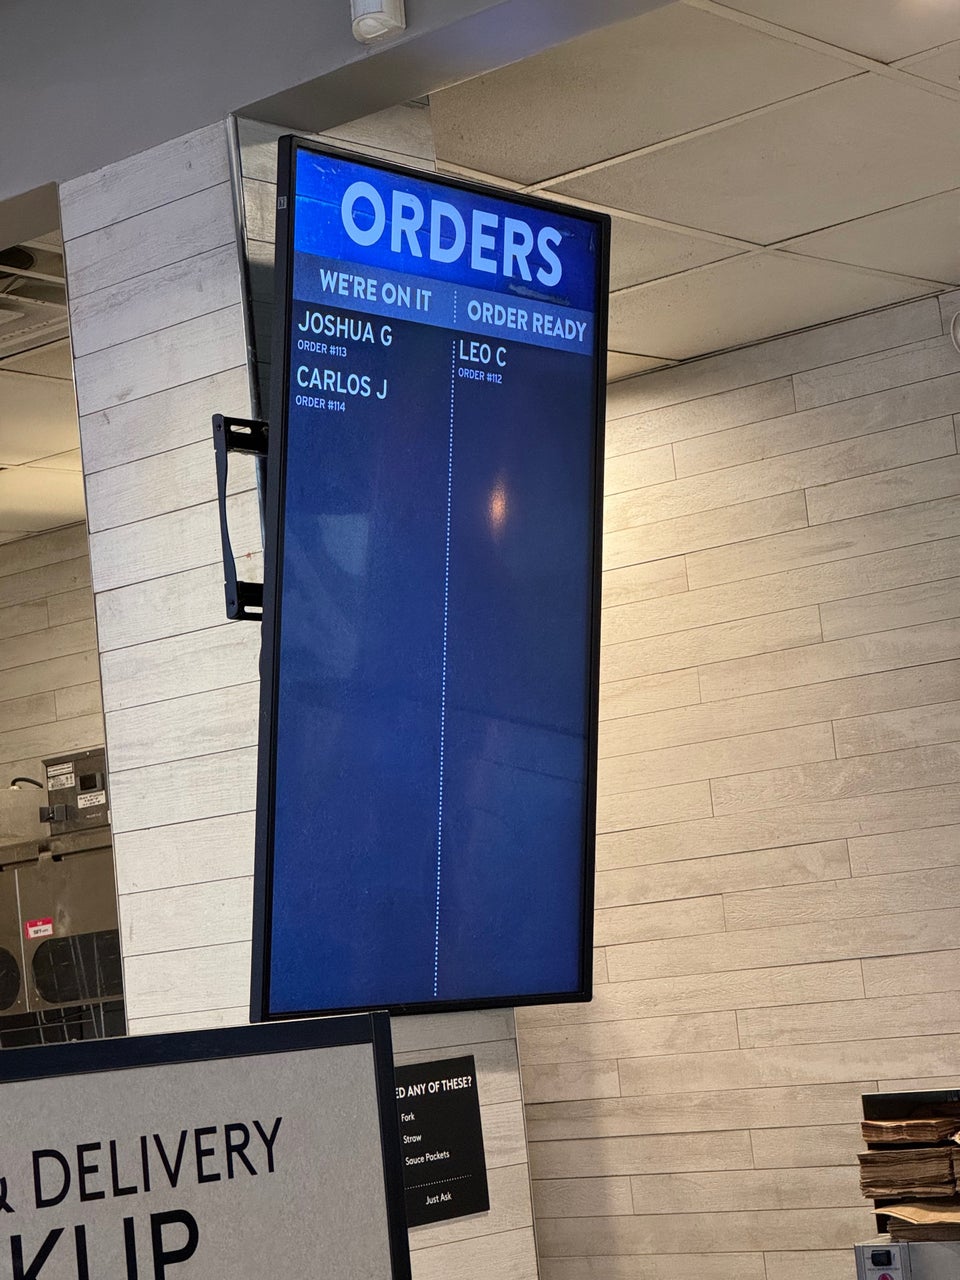 ORDERS
WE'RE ON IT
ORDER READY
JOSHUA G
ORDER #113
CARLOS J
ORDER #114
LEO C
ORDER #112
ED ANY OF THESE?
Fork
Straw
Sauce Packets
Just Ask
& DELIVERY
KUP